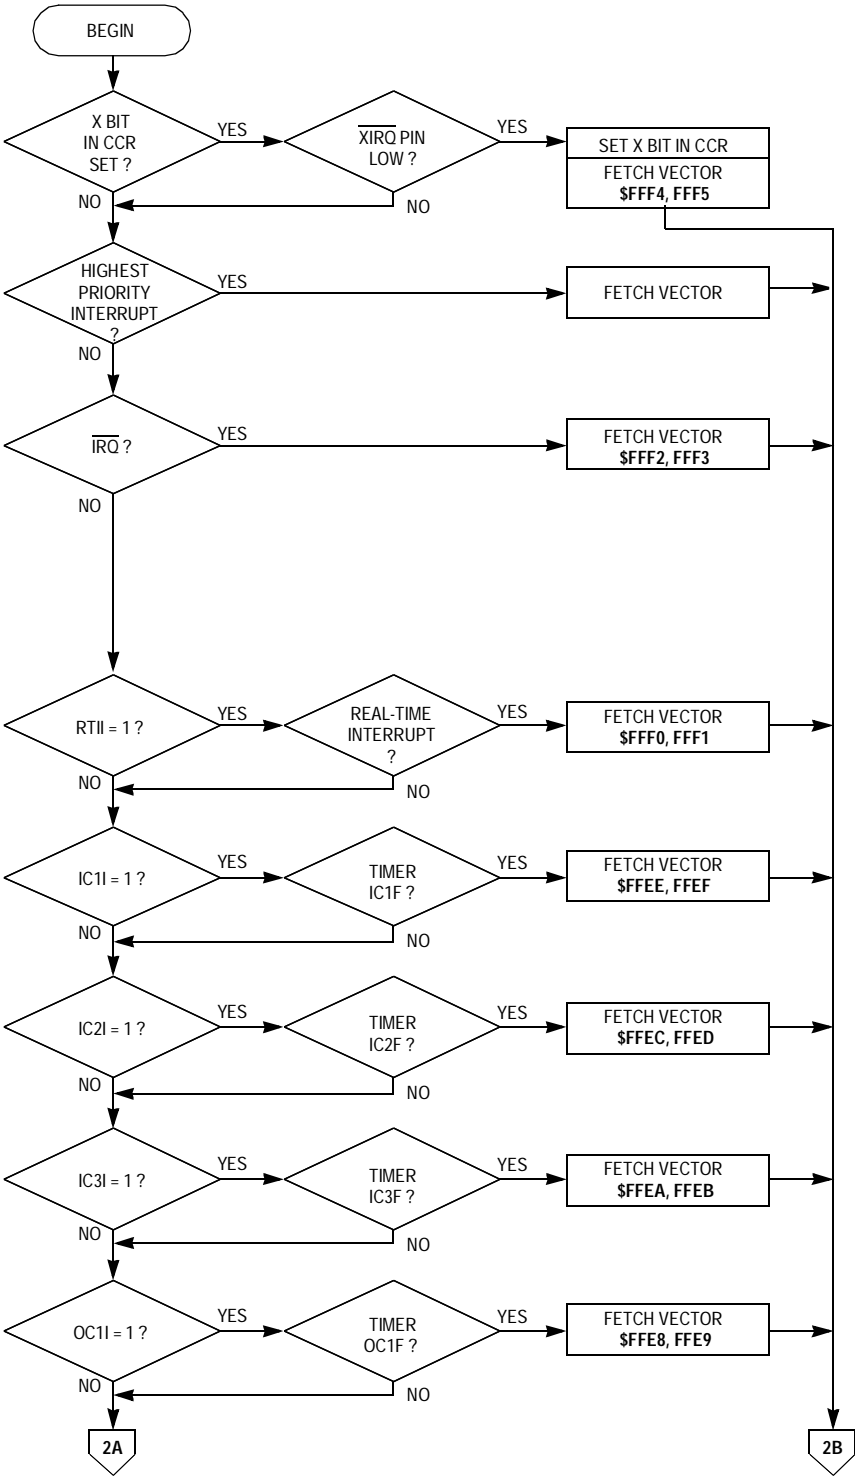 BEGIN
X BIT
IN CCR
SET ?
YES
XIRQ PIN
LOW ?
YES
SET X BIT IN CCR
FETCH VECTOR
$FFF4, FFF5
NO
NO
HIGHEST
PRIORITY
INTERRUPT
?
YES
FETCH VECTOR
NO
IRQ ?
YES
FETCH VECTOR
$FFF2, FFF3
NO
RTII = 1 ?
YES
REAL-TIME
INTERRUPT
?
YES
FETCH VECTOR
$FFF0, FFF1
NO
NO
IC1I = 1 ?
YES
TIMER
IC1F ?
YES
FETCH VECTOR
$FFEE, FFEF
NO
NO
IC2I = 1 ?
YES
TIMER
IC2F ?
YES
FETCH VECTOR
$FFEC, FFED
NO
NO
IC3I = 1 ?
YES
TIMER
IC3F ?
YES
FETCH VECTOR
$FFEA, FFEB
NO
NO
OC1I = 1 ?
YES
TIMER
OC1F ?
YES
FETCH VECTOR
$FFE8, FFE9
NO
NO
2A
2B